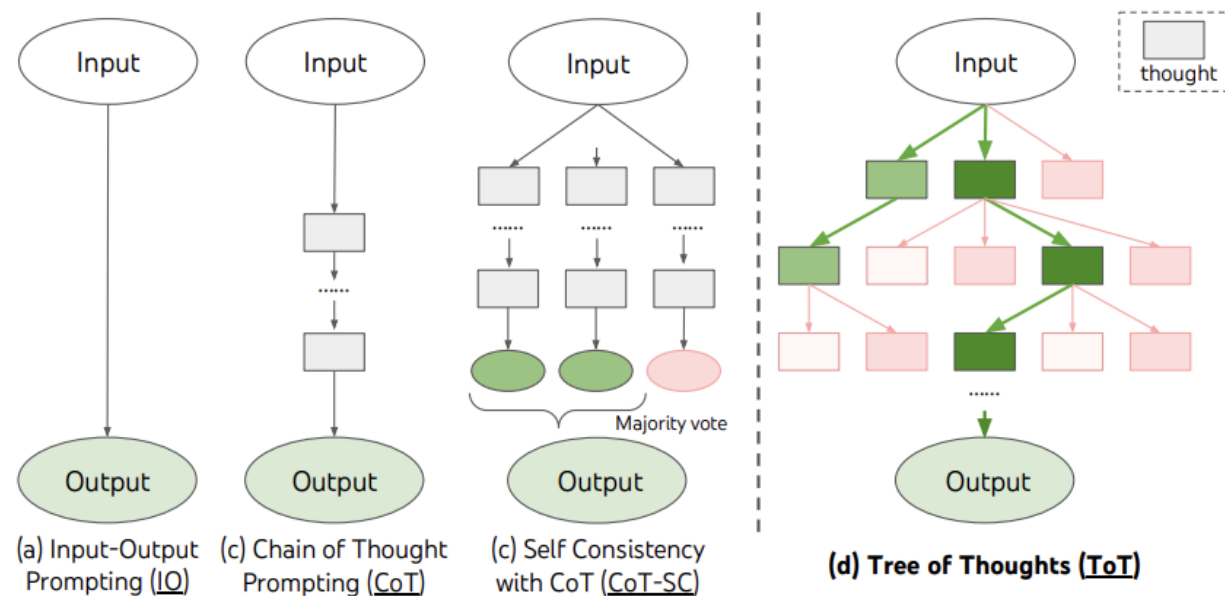 Input
Input
Input
Input
thought
......
......
......
......
......
Majority vote
Output
Output
Output
Output
(a) Input-Output
Prompting (IO)
(c) Chain of Thought
Prompting (CoT)
(c) Self Consistency
with CoT (CoT-SC)
(d) Tree of Thoughts (ToT)